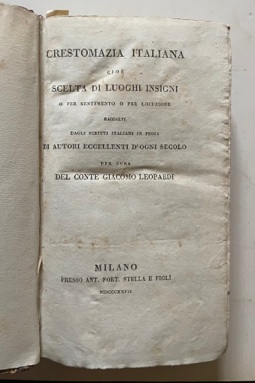 CRESTOMAZIA ITALIANA
CIOÈ
SCELTA DI LUOGHI INSIGNI
O PER SENTIMENTO O PER LOCUZIONE
RACCOLTI
DAGLI SCRITTI ITALIANI IN PROSA
DI AUTORI ECCELLENTI D'OGNI SECOLO
PER CURA
DEL CONTE GIACOMO LEOPARDI
MILANO
PRESSO ANT. FORT. STELLA E FIGLI
MDCCCXXVII